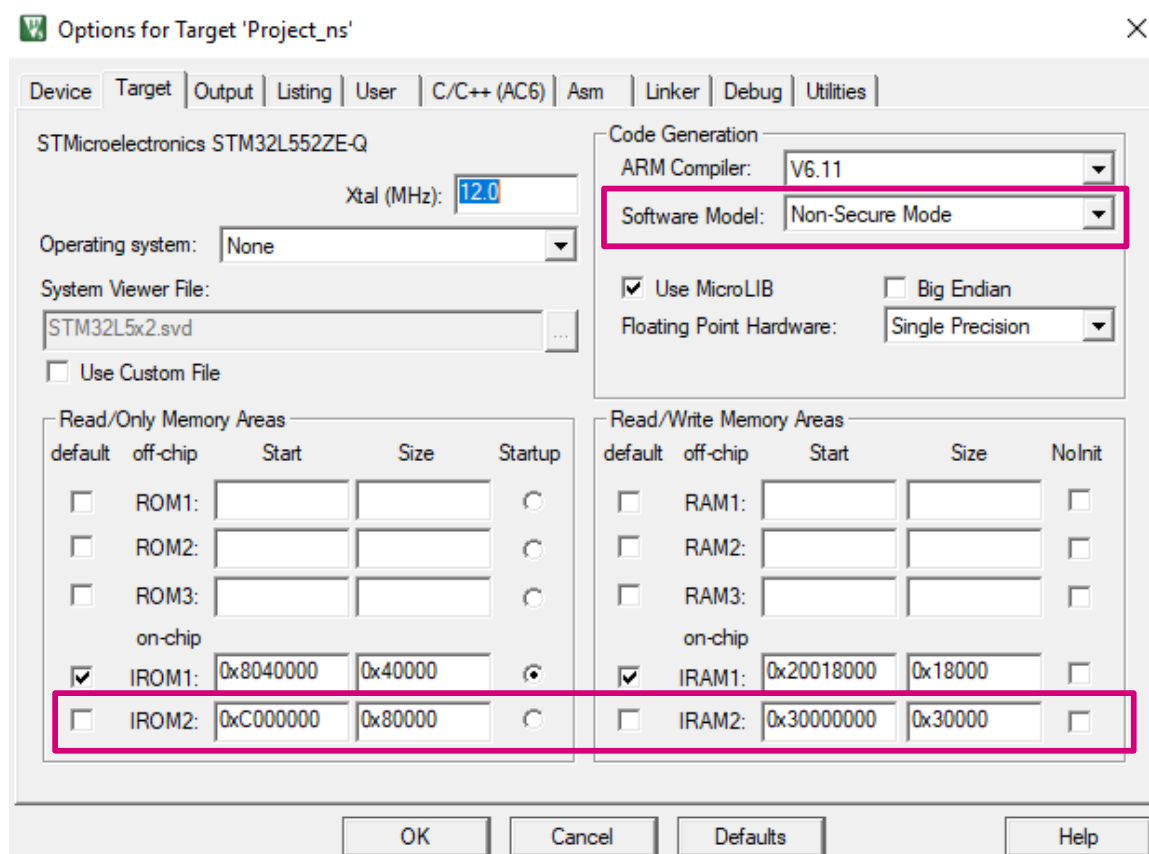 Options for Target 'Project_ns'
Device Target Output Listing User C/C++ (AC6) Asm Linker Debug Utilities
STMicroelectronics STM32L552ZE-Q
Xtal (MHz): 12.0
Operating system: None
System Viewer File:
STM32L5x2.svd ...
Use Custom File
Code Generation
ARM Compiler: V6.11
Software Model: Non-Secure Mode
Use MicroLIB Big Endian
Floating Point Hardware: Single Precision
Read/Only Memory Areas
default off-chip Start Size Startup
ROM1:
ROM2:
ROM3:
on-chip
IROM1: 0x8040000 0x40000
IROM2: 0xC000000 0x80000
Read/Write Memory Areas
default off-chip Start Size NoInit
RAM1:
RAM2:
RAM3:
on-chip
IRAM1: 0x20018000 0x18000
IRAM2: 0x30000000 0x30000
OK Cancel Defaults Help